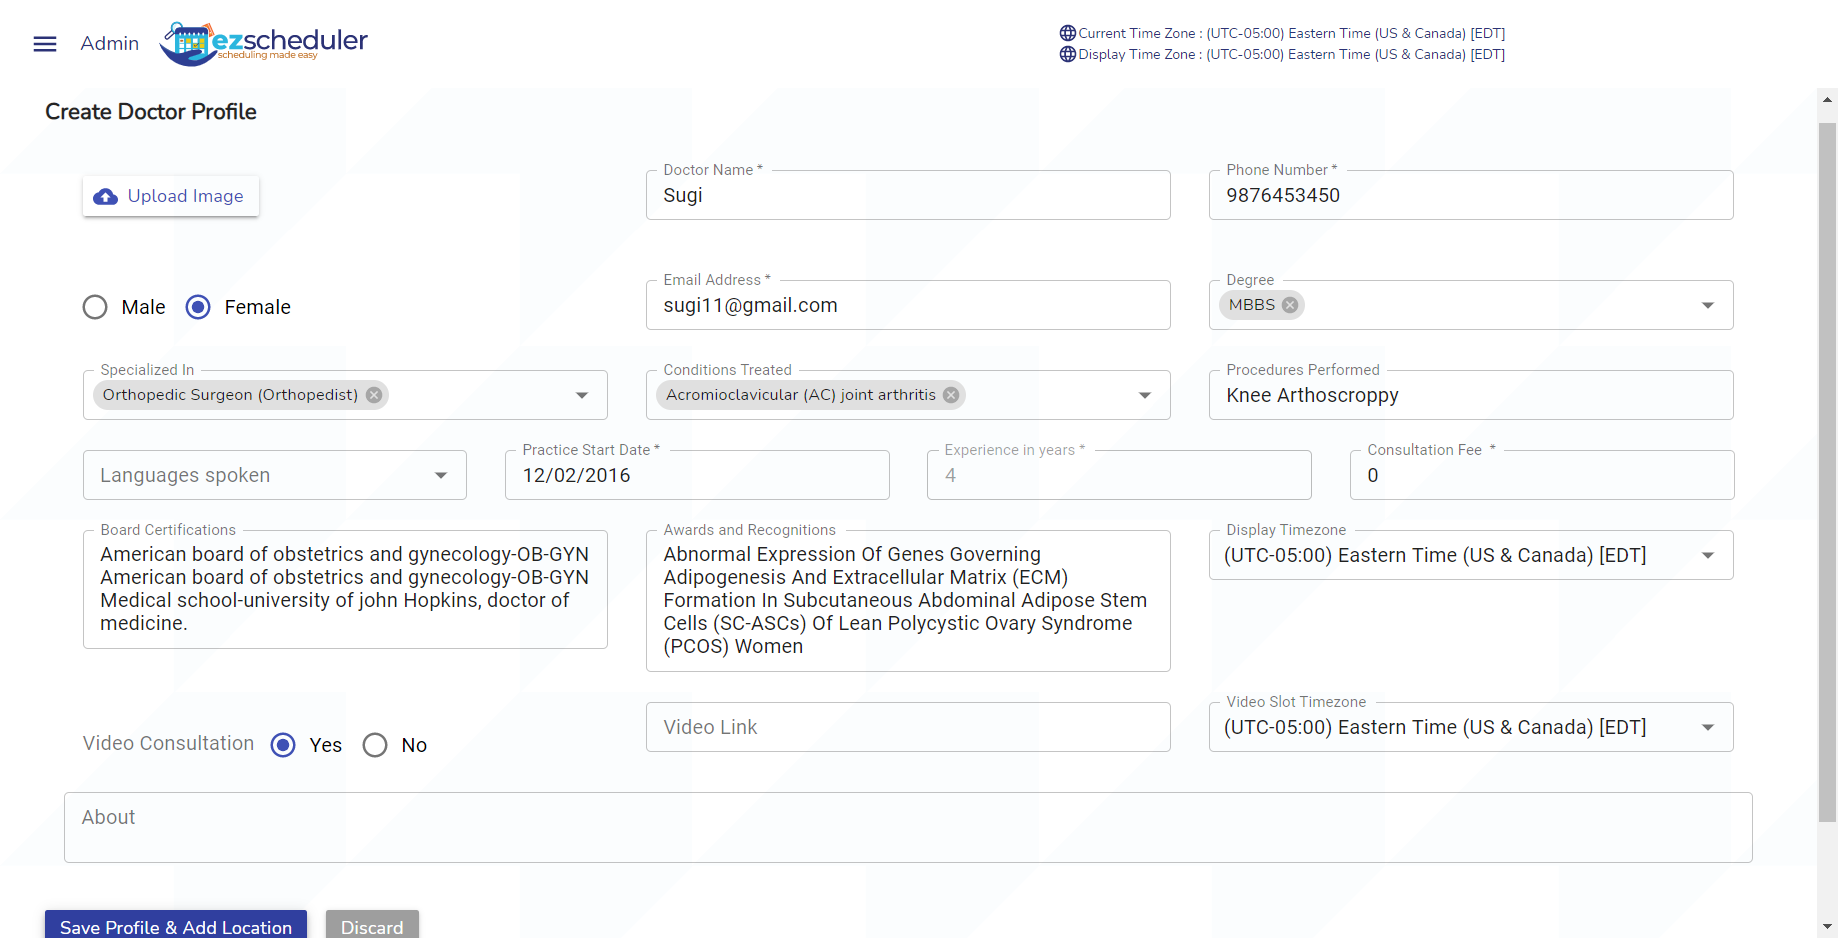 Admin
ezscheduler
scheduling made easy
Current Time Zone : (UTC-05:00) Eastern Time (US & Canada) [EDT]
Display Time Zone : (UTC-05:00) Eastern Time (US & Canada) [EDT]
Create Doctor Profile
Upload Image
Doctor Name *
Sugi
Phone Number *
9876453450
Male
Female
Email Address *
sugi11@gmail.com
Degree
MBBS
Specialized In
Orthopedic Surgeon (Orthopedist)
Conditions Treated
Acromioclavicular (AC) joint arthritis
Procedures Performed
Knee Arthoscroppy
Languages spoken
Practice Start Date *
12/02/2016
Experience in years *
4
Consultation Fee *
0
Board Certifications
American board of obstetrics and gynecology-OB-GYN
American board of obstetrics and gynecology-OB-GYN
Medical school-university of john Hopkins, doctor of
medicine.
Awards and Recognitions
Abnormal Expression Of Genes Governing
Adipogenesis And Extracellular Matrix (ECM)
Formation In Subcutaneous Abdominal Adipose Stem
Cells (SC-ASCs) Of Lean Polycystic Ovary Syndrome
(PCOS) Women
Display Timezone
(UTC-05:00) Eastern Time (US & Canada) [EDT]
Video Consultation
Yes
No
Video Link
Video Slot Timezone
(UTC-05:00) Eastern Time (US & Canada) [EDT]
About
Save Profile & Add Location
Discard